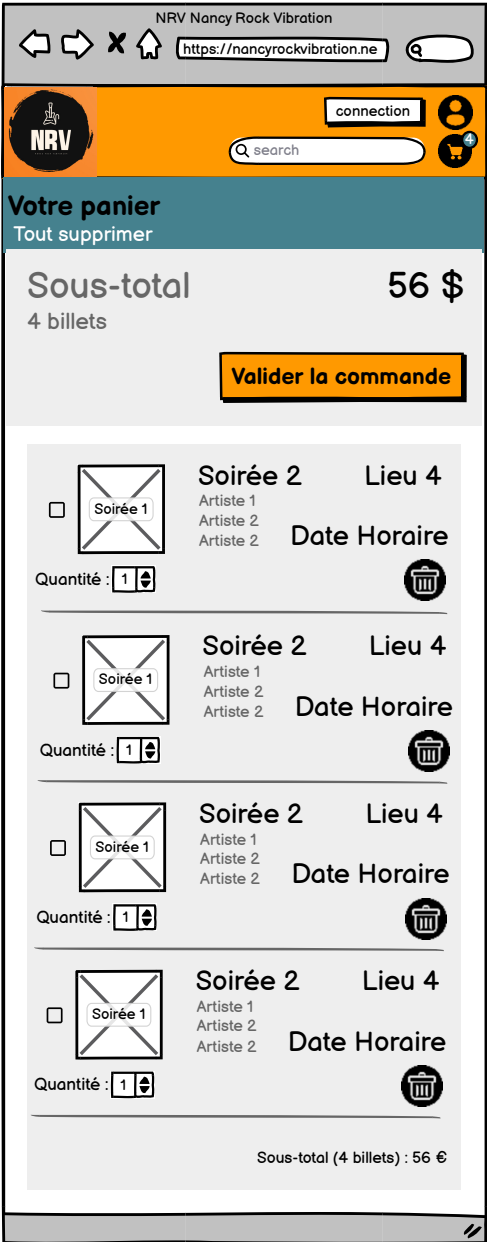 NRV Nancy Rock Vibration
https://nancyrockvibration.ne
NRV
connection
search
4
Votre panier
Tout supprimer
Sous-total 56 $
4 billets
Valider la commande
Soirée 1
Soirée 2 Lieu 4
Artiste 1
Artiste 2
Artiste 2
Date Horaire
Quantité : 1
Soirée 1
Soirée 2 Lieu 4
Artiste 1
Artiste 2
Artiste 2
Date Horaire
Quantité : 1
Soirée 1
Soirée 2 Lieu 4
Artiste 1
Artiste 2
Artiste 2
Date Horaire
Quantité : 1
Soirée 1
Soirée 2 Lieu 4
Artiste 1
Artiste 2
Artiste 2
Date Horaire
Quantité : 1
Sous-total (4 billets) : 56 €